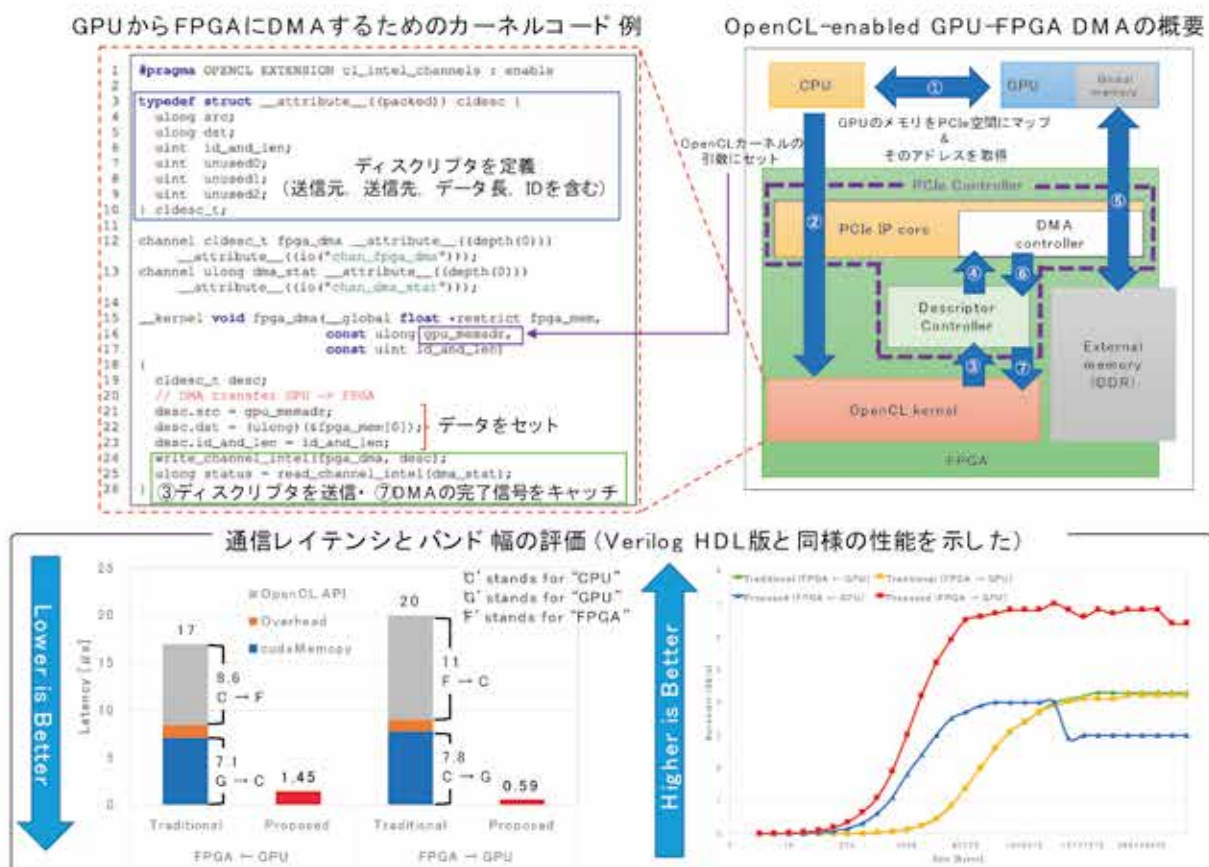 GPUからFPGAにDMAするためのカーネルコード例
1 #pragma OPENCL EXTENSION cl_intel_channels : enable
2
3 typedef struct __attribute__((packed)) cldesc {
4 ulong src;
5 ulong dst;
6 uint id_and_len;
7 uint unused0;
8 uint unused1;
9 uint unused2;
10 } cldesc_t;
ディスクリプタを定義
(送信元, 送信先, データ長, IDを含む)
11
12 channel cldesc_t fpga_dma __attribute__((depth(0)))
__attribute__((io("chan_fpga_dma")));
13 channel ulong dma_stat __attribute__((depth(0)))
__attribute__((io("chan_dma_stat")));
14
15 __kernel void fpga_dma(__global float *restrict fpga_mem,
16 const ulong gpu_memadr,
17 const uint id_and_len)
18 {
19 cldesc_t desc;
20 // DMA transfer GPU -> FPGA
21 desc.src = gpu_memadr;
22 desc.dst = (ulong)(&fpga_mem[0]);
23 desc.id_and_len = id_and_len;
データをセット
24 write_channel_intel(fpga_dma, desc);
25 ulong status = read_channel_intel(dma_stat);
26 }
③ディスクリプタを送信・⑦DMAの完了信号をキャッチ
OpenCL-enabled GPU-FPGA DMAの概要
CPU
①
GPU
Global
memory
GPUのメモリをPCIe空間にマップ
&
そのアドレスを取得
OpenCLカーネルの
引数にセット
PCIe Controller
②
PCIe IP core
DMA
controller
⑤
④
⑥
Descriptor
Controller
③
⑦
External
memory
(DDR)
OpenCL kernel
FPGA
通信レイテンシとバンド幅の評価 (Verilog HDL版と同様の性能を示した)
Lower is Better
Latency [μs]
25
20
15
10
5
0
OpenCL API
Overhead
cudaMemcpy
'C' stands for "CPU"
'G' stands for "GPU"
'F' stands for "FPGA"
17
8.6
C → F
7.1
G → C
1.45
20
11
F → C
7.8
C → G
0.59
Traditional
Proposed
Traditional
Proposed
FPGA ← GPU
FPGA → GPU
Higher is Better
Traditional (FPGA ← GPU)
Traditional (FPGA → GPU)
Proposed (FPGA ← GPU)
Proposed (FPGA → GPU)